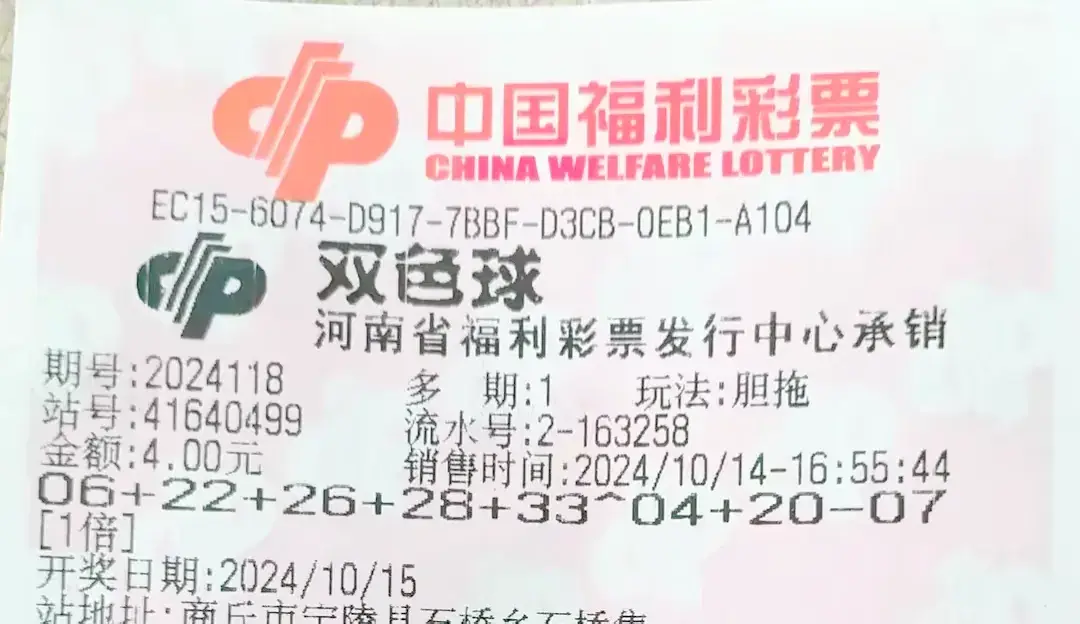 中国福利彩票
CHINA WELFARE LOTTERY
EC15-6074-D917-7BBF-D3CB-0EB1-A104
双色球
河南省福利彩票发行中心承销
期号:2024118 多 期:1 玩法:胆拖
站号:41640499 流水号:2-163258
金额:4.00元 销售时间:2024/10/14-16:55:44
06+22+26+28+33^04+20-07
[1倍]
开奖日期:2024/10/15
站地址:商丘市宁陵县石桥乡石桥集